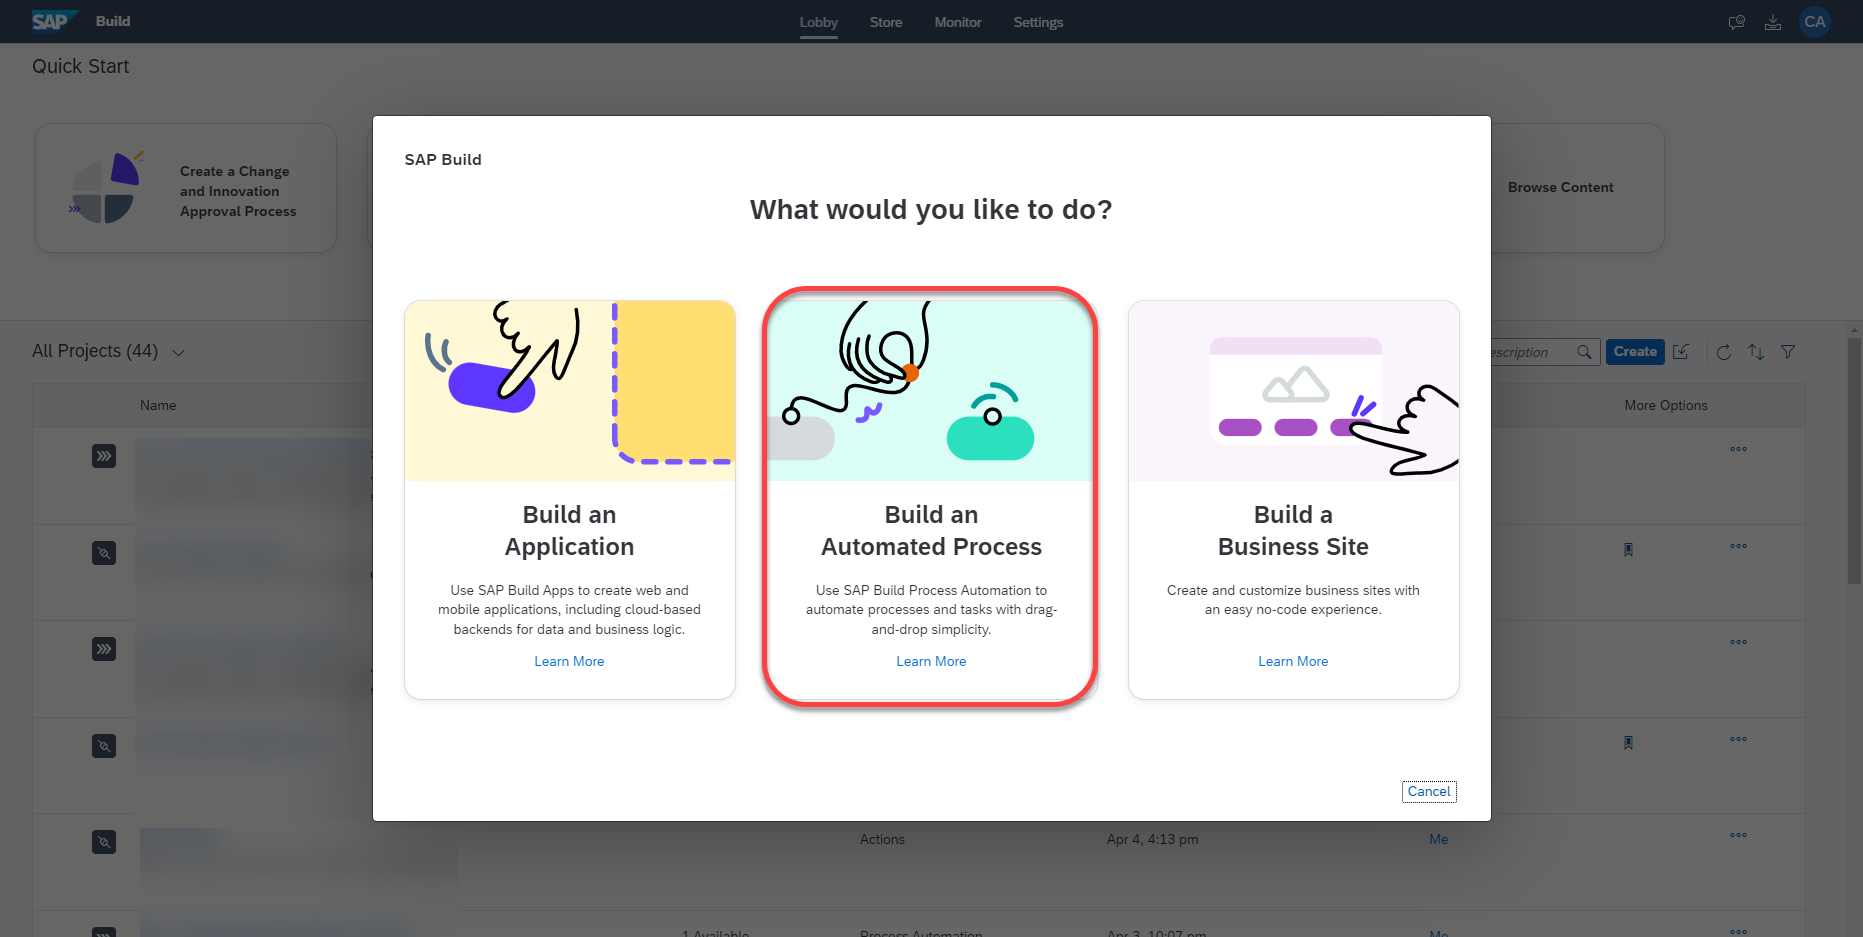 SAP
Build
Lobby
Store
Monitor
Settings
CA
Quick Start
Create a Change
and Innovation
Approval Process
Browse Content
SAP Build
What would you like to do?
Build an
Application
Use SAP Build Apps to create web and
mobile applications, including cloud-based
backends for data and business logic.
Learn More
Build an
Automated Process
Use SAP Build Process Automation to
automate processes and tasks with drag-
and-drop simplicity.
Learn More
Build a
Business Site
Create and customize business sites with
an easy no-code experience.
Learn More
Cancel
All Projects (44)
Create
Name
More Options
Actions
Apr 4, 4:13 pm
Me
1 Available
Process Automation
Apr 3, 10:07 pm
Me